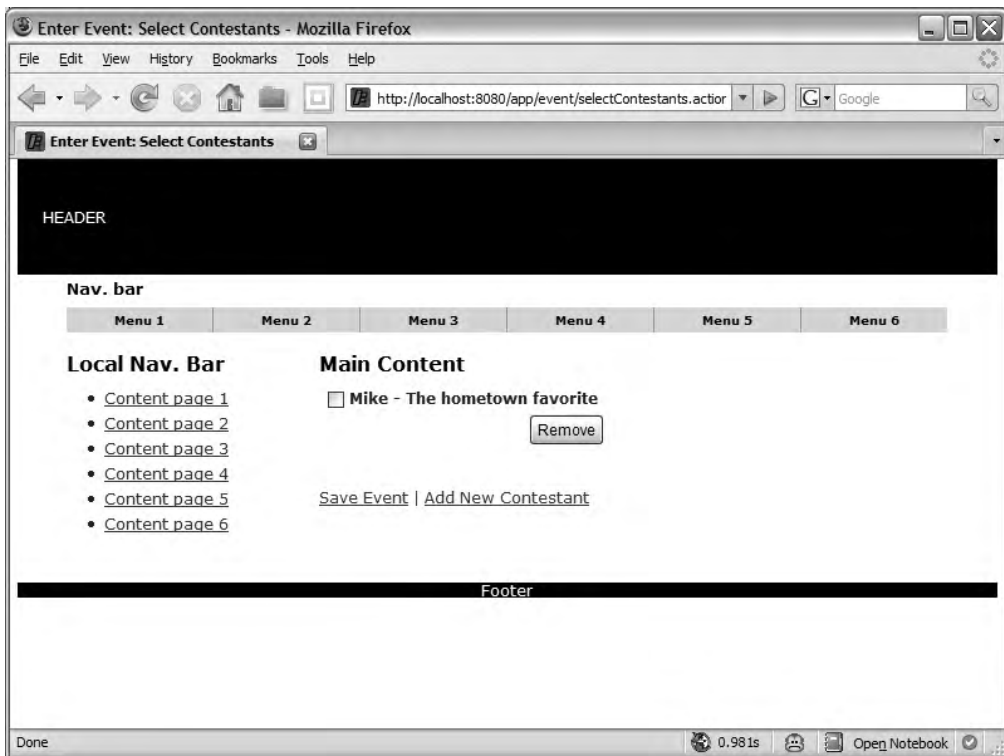 Enter Event: Select Contestants - Mozilla Firefox
File Edit View History Bookmarks Tools Help
http://localhost:8080/app/event/selectContestants.action
G Google
Enter Event: Select Contestants
HEADER
Nav. bar
Menu 1 Menu 2 Menu 3 Menu 4 Menu 5 Menu 6
Local Nav. Bar
Main Content
• Content page 1
• Content page 2
• Content page 3
• Content page 4
• Content page 5
• Content page 6
Mike - The hometown favorite
Remove
Save Event | Add New Contestant
Footer
Done
0.981s
Open Notebook